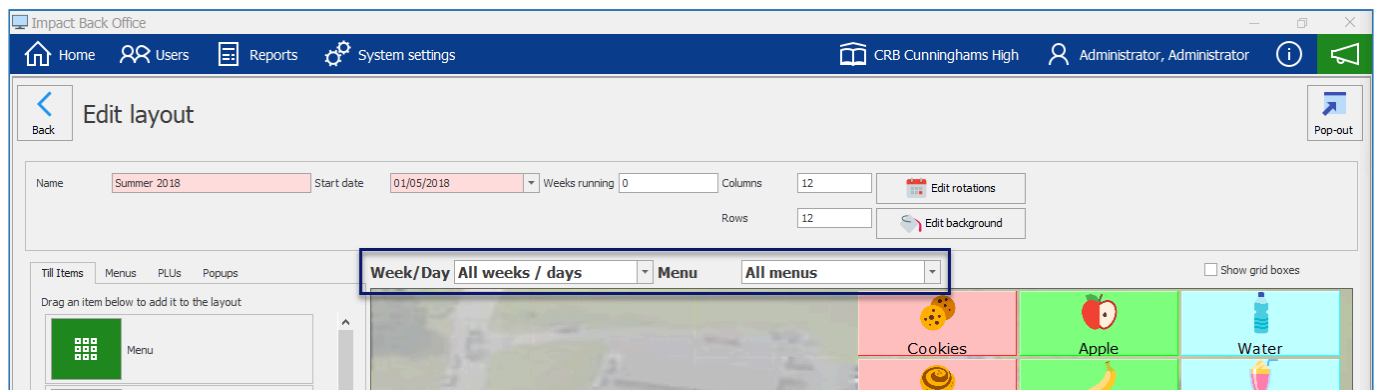 Impact Back Office
Home Users Reports System settings CRB Cunninghams High Administrator, Administrator
Back Edit layout Pop-out
Name Summer 2018 Start date 01/05/2018 Weeks running 0 Columns 12 Edit rotations
Rows 12 Edit background
Till Items Menus PLUs Popups Week/Day All weeks / days Menu All menus Show grid boxes
Drag an item below to add it to the layout
Menu
Cookies Apple Water